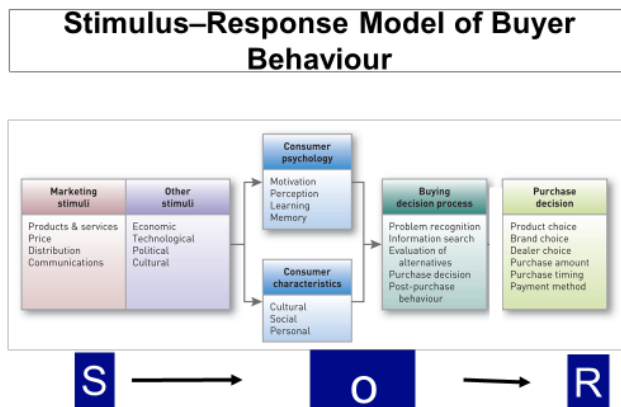 Stimulus–Response Model of Buyer
Behaviour
Marketing
stimuli
Products & services
Price
Distribution
Communications
Other
stimuli
Economic
Technological
Political
Cultural
Consumer
psychology
Motivation
Perception
Learning
Memory
Consumer
characteristics
Cultural
Social
Personal
Buying
decision process
Problem recognition
Information search
Evaluation of
alternatives
Purchase decision
Post-purchase
behaviour
Purchase
decision
Product choice
Brand choice
Dealer choice
Purchase amount
Purchase timing
Payment method
S
O
R